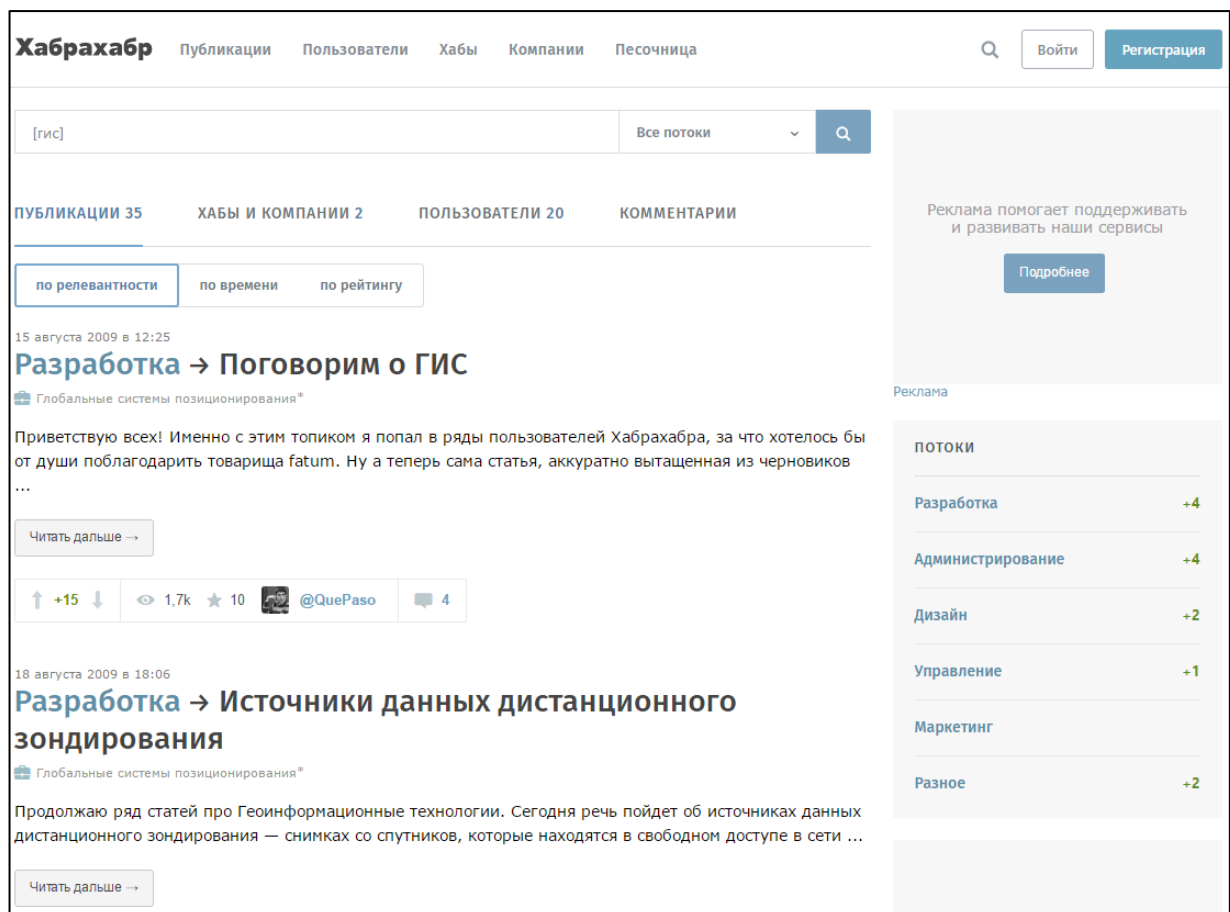 Хабрахабр Публикации Пользователи Хабы Компании Песочница Войти Регистрация
[гис] Все потоки
ПУБЛИКАЦИИ 35 ХАБЫ И КОМПАНИИ 2 ПОЛЬЗОВАТЕЛИ 20 КОММЕНТАРИИ
по релевантности по времени по рейтингу
15 августа 2009 в 12:25
Разработка → Поговорим о ГИС
Глобальные системы позиционирования*
Приветствую всех! Именно с этим топиком я попал в ряды пользователей Хабрахабра, за что хотелось бы
от души поблагодарить товарища fatum. Ну а теперь сама статья, аккуратно вытащенная из черновиков
...
Читать дальше →
+15 1,7k 10 @QuePaso 4
18 августа 2009 в 18:06
Разработка → Источники данных дистанционного
зондирования
Глобальные системы позиционирования*
Продолжаю ряд статей про Геоинформационные технологии. Сегодня речь пойдет об источниках данных
дистанционного зондирования — снимках со спутников, которые находятся в свободном доступе в сети ...
Читать дальше →
Реклама помогает поддерживать
и развивать наши сервисы
Подробнее
Реклама
ПОТОКИ
Разработка +4
Администрирование +4
Дизайн +2
Управление +1
Маркетинг
Разное +2